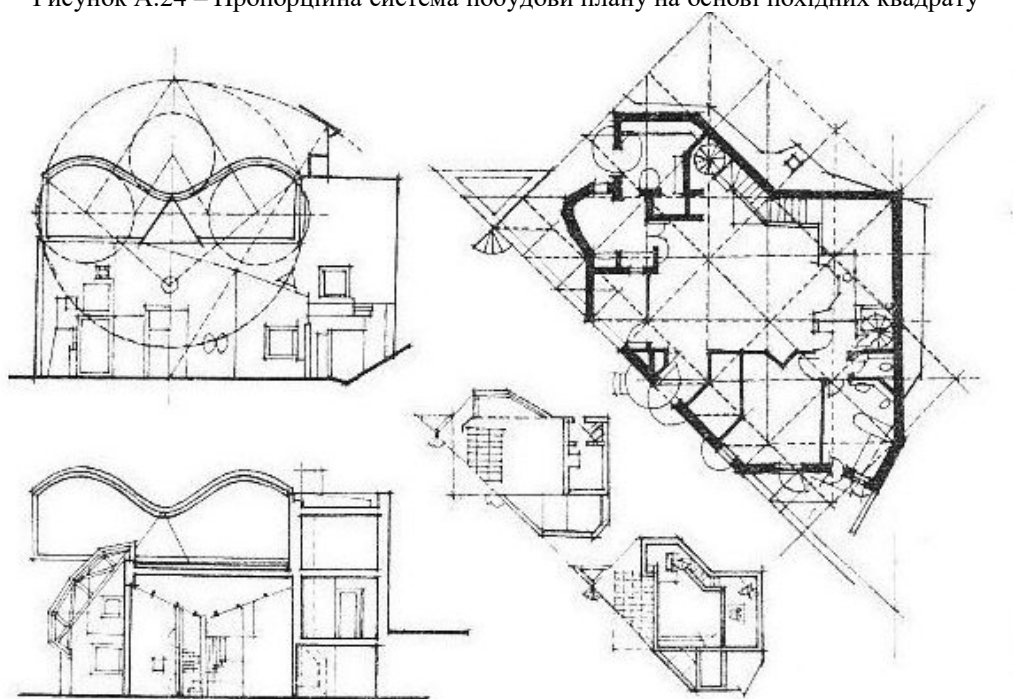 Рисунок А.24 – Пропорційна система побудови плану на основі похідних квадрату